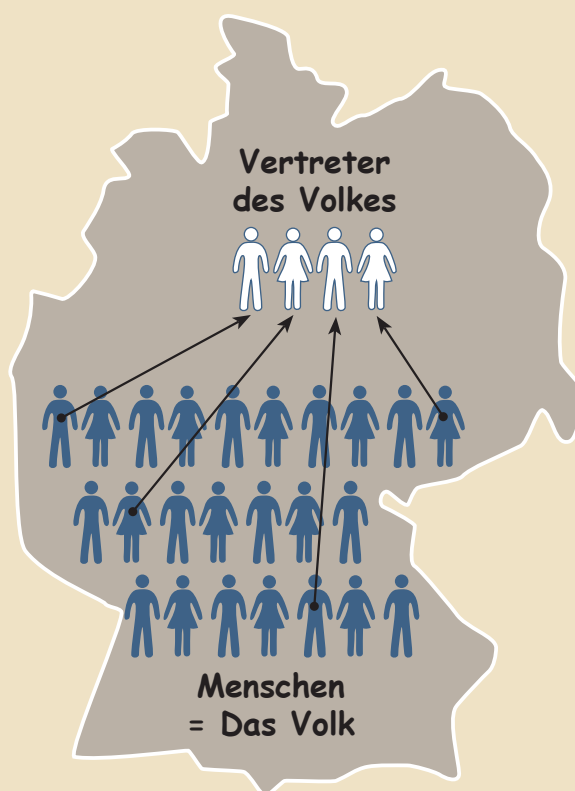 Vertreter
des Volkes
Menschen
= Das Volk